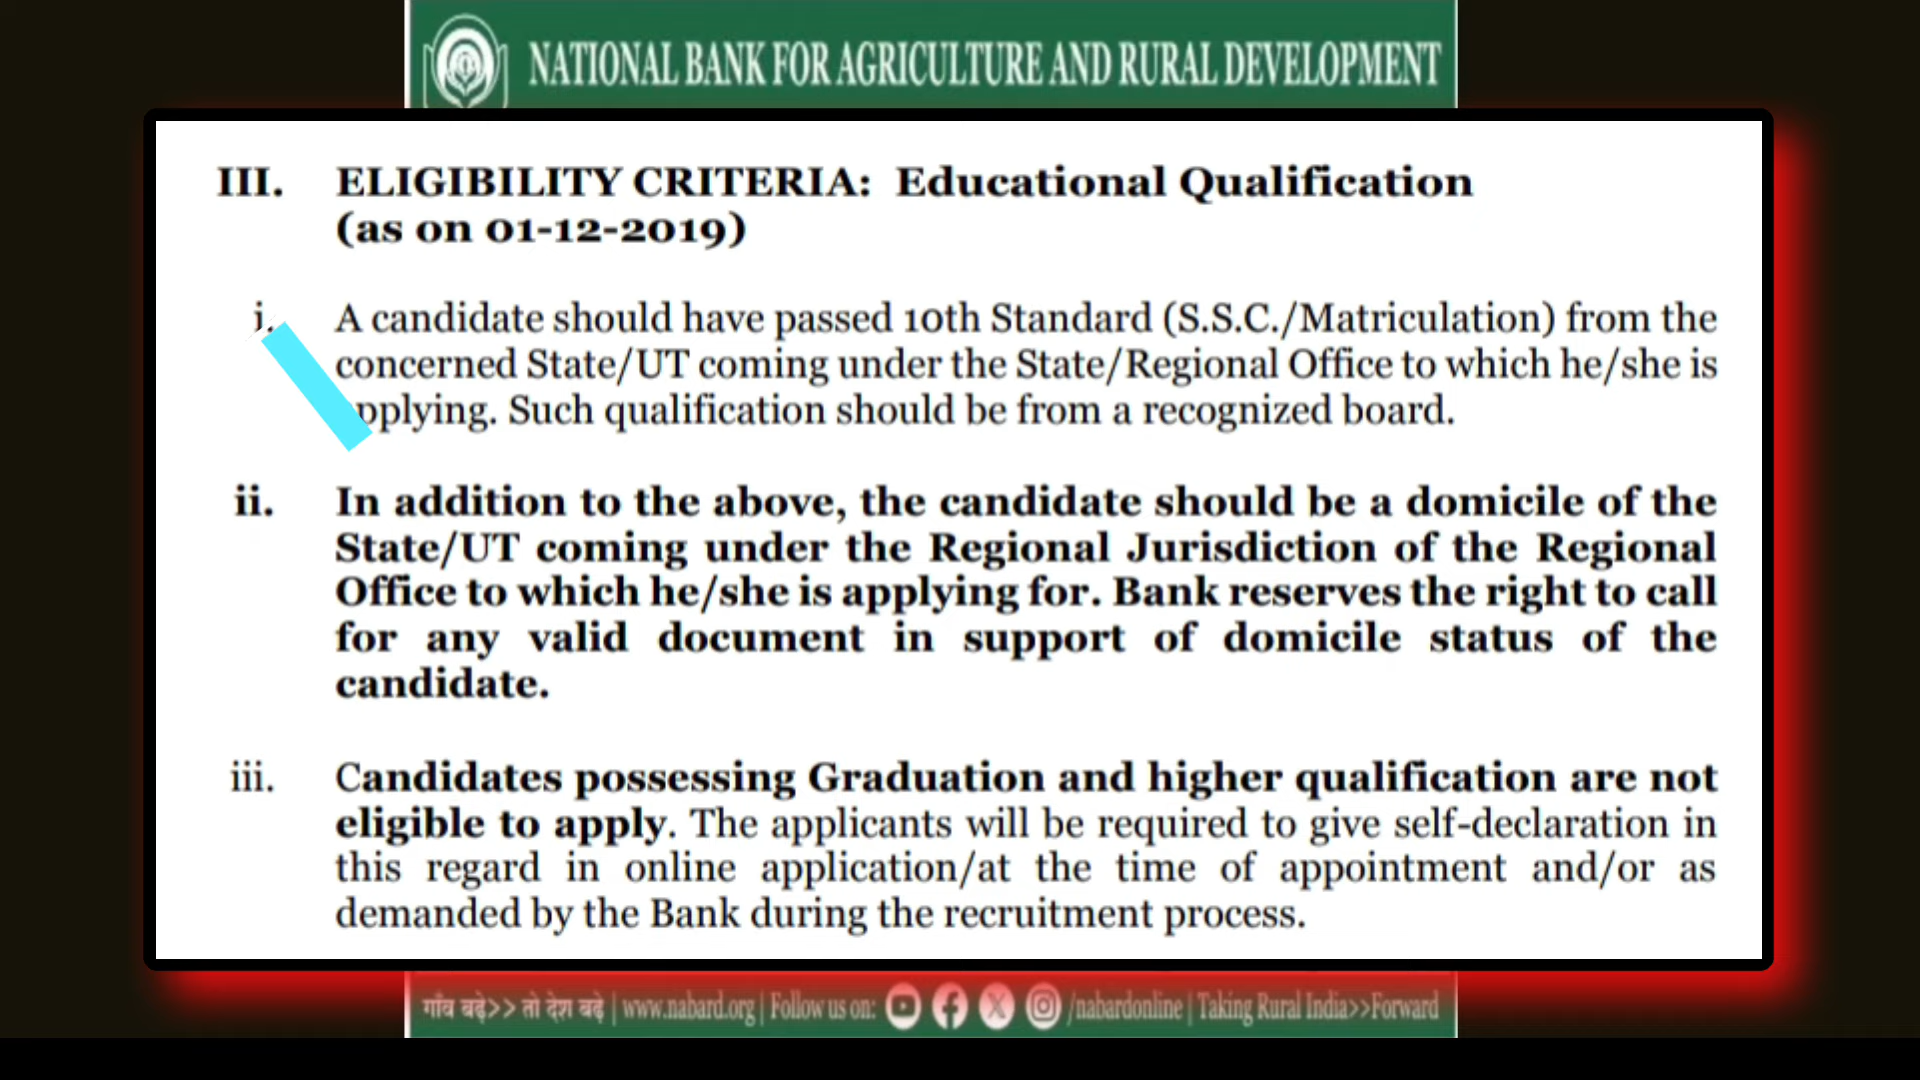 NATIONAL BANK FOR AGRICULTURE AND RURAL DEVELOPMENT
III. ELIGIBILITY CRITERIA: Educational Qualification
(as on 01-12-2019)
i. A candidate should have passed 10th Standard (S.S.C./Matriculation) from the
concerned State/UT coming under the State/Regional Office to which he/she is
pplying. Such qualification should be from a recognized board.
ii. In addition to the above, the candidate should be a domicile of the
State/UT coming under the Regional Jurisdiction of the Regional
Office to which he/she is applying for. Bank reserves the right to call
for any valid document in support of domicile status of the
candidate.
iii. Candidates possessing Graduation and higher qualification are not
eligible to apply. The applicants will be required to give self-declaration in
this regard in online application/at the time of appointment and/or as
demanded by the Bank during the recruitment process.
गाँव बढ़े>> तो देश बढ़े | www.nabard.org | Follow us on: /nabardonline | Taking Rural India>>Forward